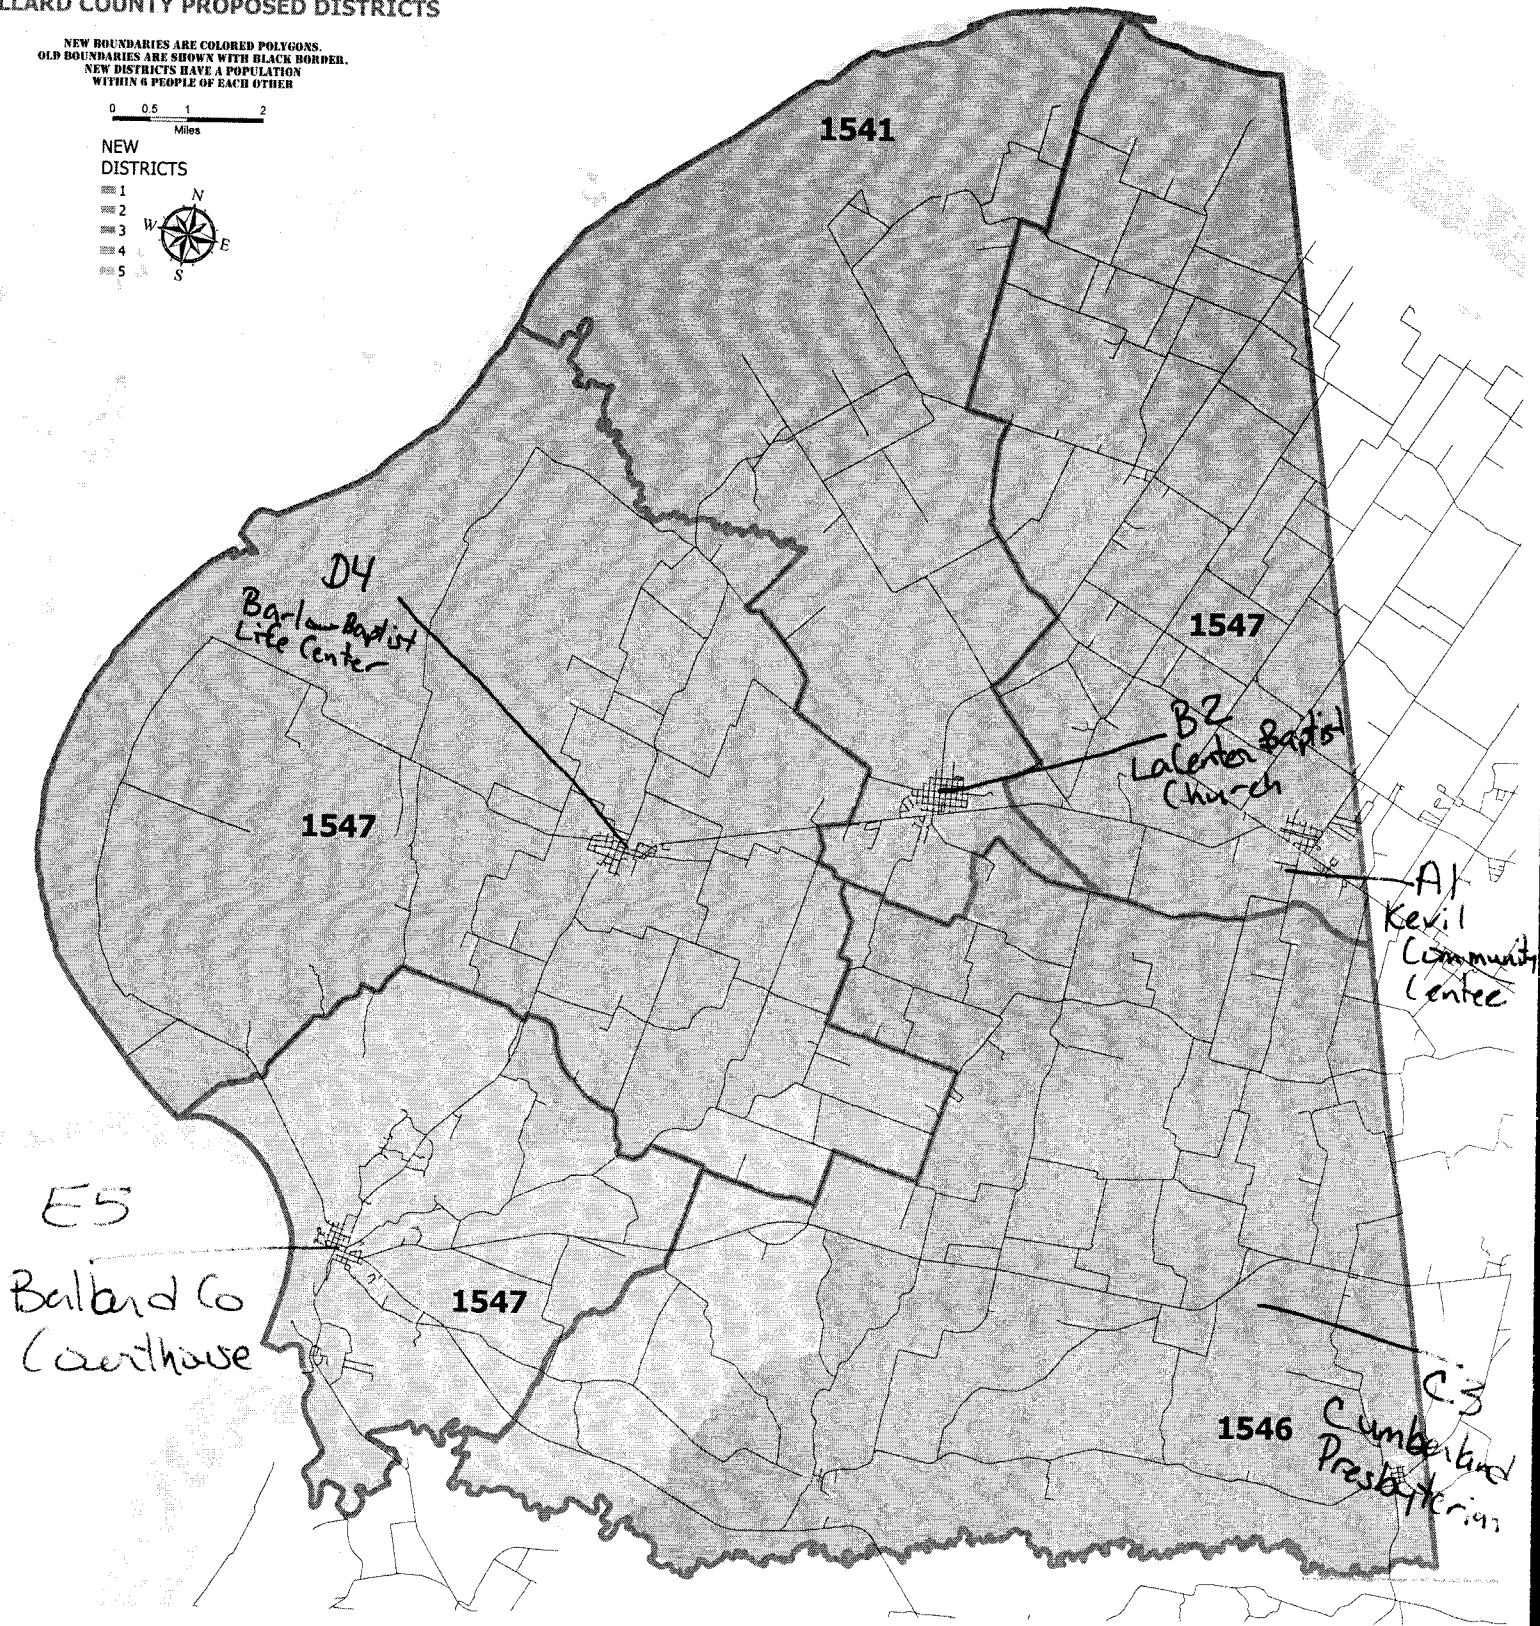 LLARD COUNTY PROPOSED DISTRICTS
NEW BOUNDARIES ARE COLORED POLYGONS.
OLD BOUNDARIES ARE SHOWN WITH BLACK BORDER.
NEW DISTRICTS HAVE A POPULATION
WITHIN 6 PEOPLE OF EACH OTHER
0 0.5 1 2
Miles
NEW
DISTRICTS
1
2
3
4
5
N
W
E
S
1541
D4
Barlow Baptist
Life Center
1547
B2
LaCenter Baptist
Church
1547
A1
Kevil
Community
Center
E5
Ballard Co
Courthouse
1547
C3
Cumberland
Presbyterian
1546